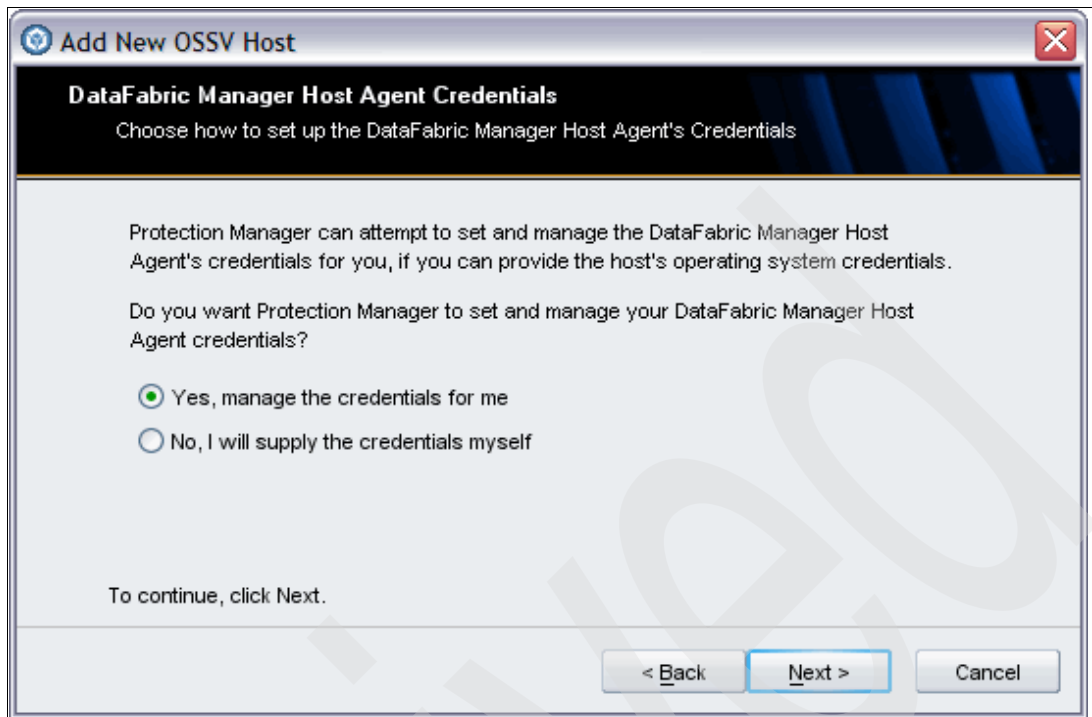 Add New OSSV Host
DataFabric Manager Host Agent Credentials
Choose how to set up the DataFabric Manager Host Agent's Credentials
Protection Manager can attempt to set and manage the DataFabric Manager Host
Agent's credentials for you, if you can provide the host's operating system credentials.
Do you want Protection Manager to set and manage your DataFabric Manager Host
Agent credentials?
Yes, manage the credentials for me
No, I will supply the credentials myself
To continue, click Next.
< Back
Next >
Cancel